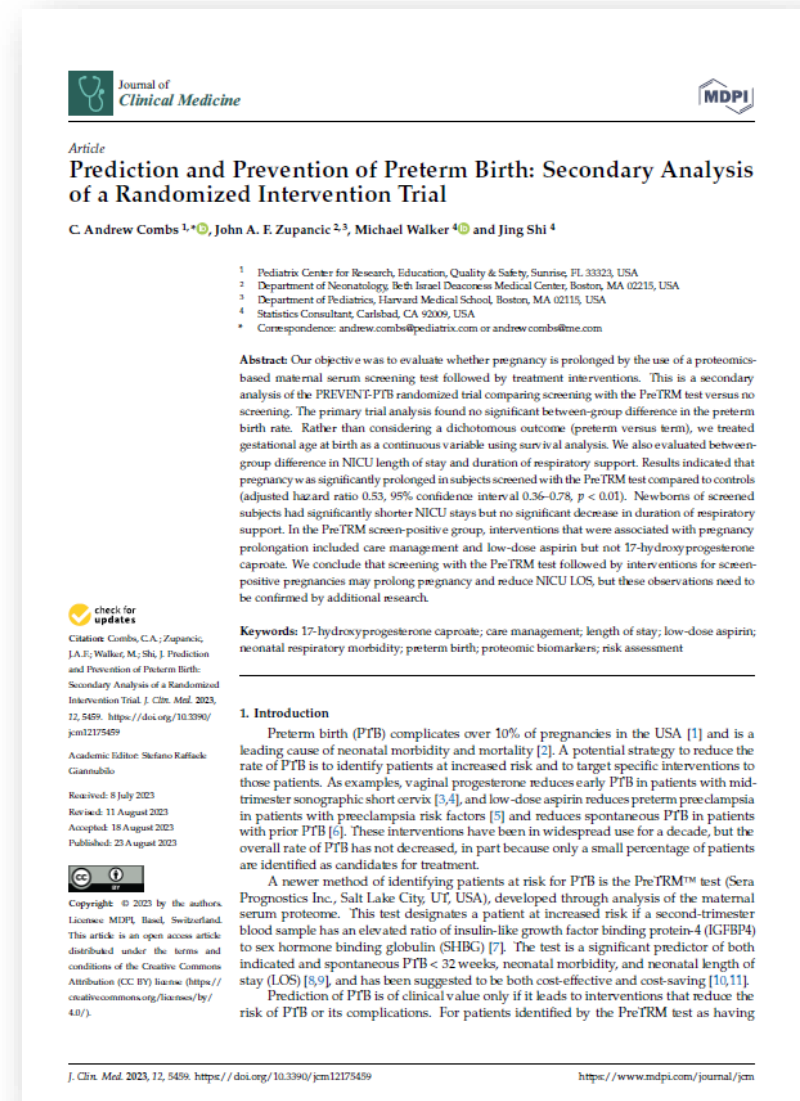 Journal of
Clinical Medicine
MDPI
Article
Prediction and Prevention of Preterm Birth: Secondary Analysis
of a Randomized Intervention Trial
C. Andrew Combs 1,*, John A. F. Zupancic 2,3, Michael Walker 4 and Jing Shi 4
1 Pediatrix Center for Research, Education, Quality & Safety, Sunrise, FL 33323, USA
2 Department of Neonatology, Beth Israel Deaconess Medical Center, Boston, MA 02215, USA
3 Department of Pediatrics, Harvard Medical School, Boston, MA 02115, USA
4 Statistics Consultant, Carlsbad, CA 92009, USA
* Correspondence: andrew.combs@pediatrix.com or andrewcombs@me.com
Abstract: Our objective was to evaluate whether pregnancy is prolonged by the use of a proteomics-
based maternal serum screening test followed by treatment interventions. This is a secondary
analysis of the PREVENT-PTB randomized trial comparing screening with the PreTRM test versus no
screening. The primary trial analysis found no significant between-group difference in the preterm
birth rate. Rather than considering a dichotomous outcome (preterm versus term), we treated
gestational age at birth as a continuous variable using survival analysis. We also evaluated between-
group difference in NICU length of stay and duration of respiratory support. Results indicated that
pregnancy was significantly prolonged in subjects screened with the PreTRM test compared to controls
(adjusted hazard ratio 0.53, 95% confidence interval 0.36–0.78, p < 0.01). Newborns of screened
subjects had significantly shorter NICU stays but no significant decrease in duration of respiratory
support. In the PreTRM screen-positive group, interventions that were associated with pregnancy
prolongation included care management and low-dose aspirin but not 17-hydroxyprogesterone
caproate. We conclude that screening with the PreTRM test followed by interventions for screen-
positive pregnancies may prolong pregnancy and reduce NICU LOS, but these observations need to
be confirmed by additional research.
Keywords: 17-hydroxyprogesterone caproate; care management; length of stay; low-dose aspirin;
neonatal respiratory morbidity; preterm birth; proteomic biomarkers; risk assessment
check for
updates
Citation: Combs, C.A.; Zupancic,
J.A.F.; Walker, M.; Shi, J. Prediction
and Prevention of Preterm Birth:
Secondary Analysis of a Randomized
Intervention Trial. J. Clin. Med. 2023,
12, 5459. https://doi.org/10.3390/
jcm12175459
Academic Editor: Stefano Raffaele
Giannubilo
Received: 8 July 2023
Revised: 11 August 2023
Accepted: 18 August 2023
Published: 23 August 2023
CC BY
Copyright: © 2023 by the authors.
Licensee MDPI, Basel, Switzerland.
This article is an open access article
distributed under the terms and
conditions of the Creative Commons
Attribution (CC BY) license (https://
creativecommons.org/licenses/by/
4.0/).
1. Introduction
Preterm birth (PTB) complicates over 10% of pregnancies in the USA [1] and is a
leading cause of neonatal morbidity and mortality [2]. A potential strategy to reduce the
rate of PTB is to identify patients at increased risk and to target specific interventions to
those patients. As examples, vaginal progesterone reduces early PTB in patients with mid-
trimester sonographic short cervix [3,4], and low-dose aspirin reduces preterm preeclampsia
in patients with preeclampsia risk factors [5] and reduces spontaneous PTB in patients
with prior PTB [6]. These interventions have been in widespread use for a decade, but the
overall rate of PTB has not decreased, in part because only a small percentage of patients
are identified as candidates for treatment.
A newer method of identifying patients at risk for PTB is the PreTRM™ test (Sera
Prognostics Inc., Salt Lake City, UT, USA), developed through analysis of the maternal
serum proteome. This test designates a patient at increased risk if a second-trimester
blood sample has an elevated ratio of insulin-like growth factor binding protein-4 (IGFBP4)
to sex hormone binding globulin (SHBG) [7]. The test is a significant predictor of both
indicated and spontaneous PTB < 32 weeks, neonatal morbidity, and neonatal length of
stay (LOS) [8,9], and has been suggested to be both cost-effective and cost-saving [10,11].
Prediction of PTB is of clinical value only if it leads to interventions that reduce the
risk of PTB or its complications. For patients identified by the PreTRM test as having
J. Clin. Med. 2023, 12, 5459. https://doi.org/10.3390/jcm12175459
https://www.mdpi.com/journal/jcm